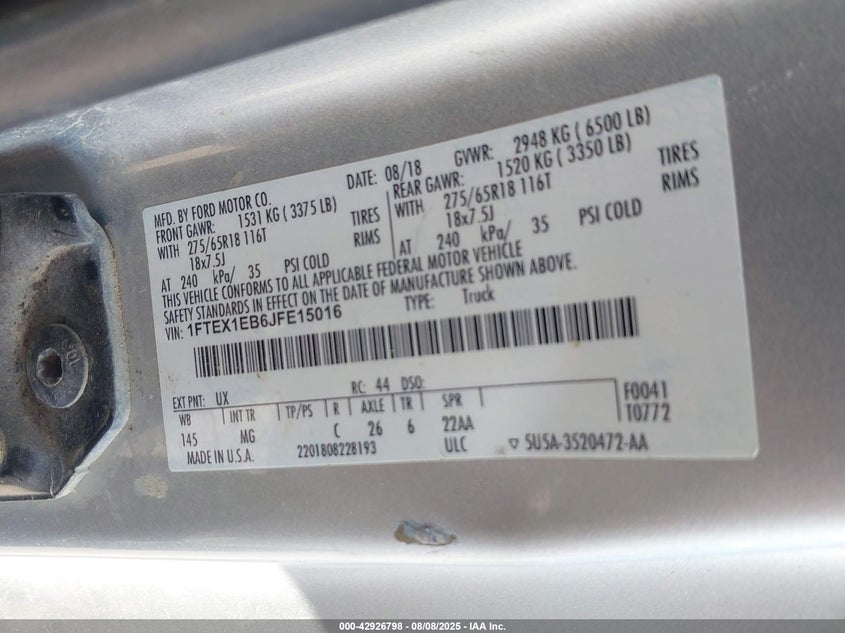 MFD. BY FORD MOTOR CO.
DATE: 08/18 GVWR: 2948 KG ( 6500 LB)
FRONT GAWR: 1531 KG ( 3375 LB)
REAR GAWR: 1520 KG ( 3350 LB)
WITH 275/65R18 116T TIRES
WITH 275/65R18 116T TIRES
18x7.5J RIMS
18x7.5J RIMS
AT 240 kPa/ 35 PSI COLD
AT 240 kPa/ 35 PSI COLD
THIS VEHICLE CONFORMS TO ALL APPLICABLE FEDERAL MOTOR VEHICLE
SAFETY STANDARDS IN EFFECT ON THE DATE OF MANUFACTURE SHOWN ABOVE.
VIN: 1FTEX1EB6JFE15016 TYPE: Truck
EXT PNT: UX RC: 44 DSO: F0041
WB INT TR TP/PS R AXLE TR SPR T0772
145 MG C 26 6 22AA
MADE IN U.S.A. 2201808228193 ULC ▽ 5U5A-3520472-AA
000-42926798 - 08/08/2025 - IAA Inc.